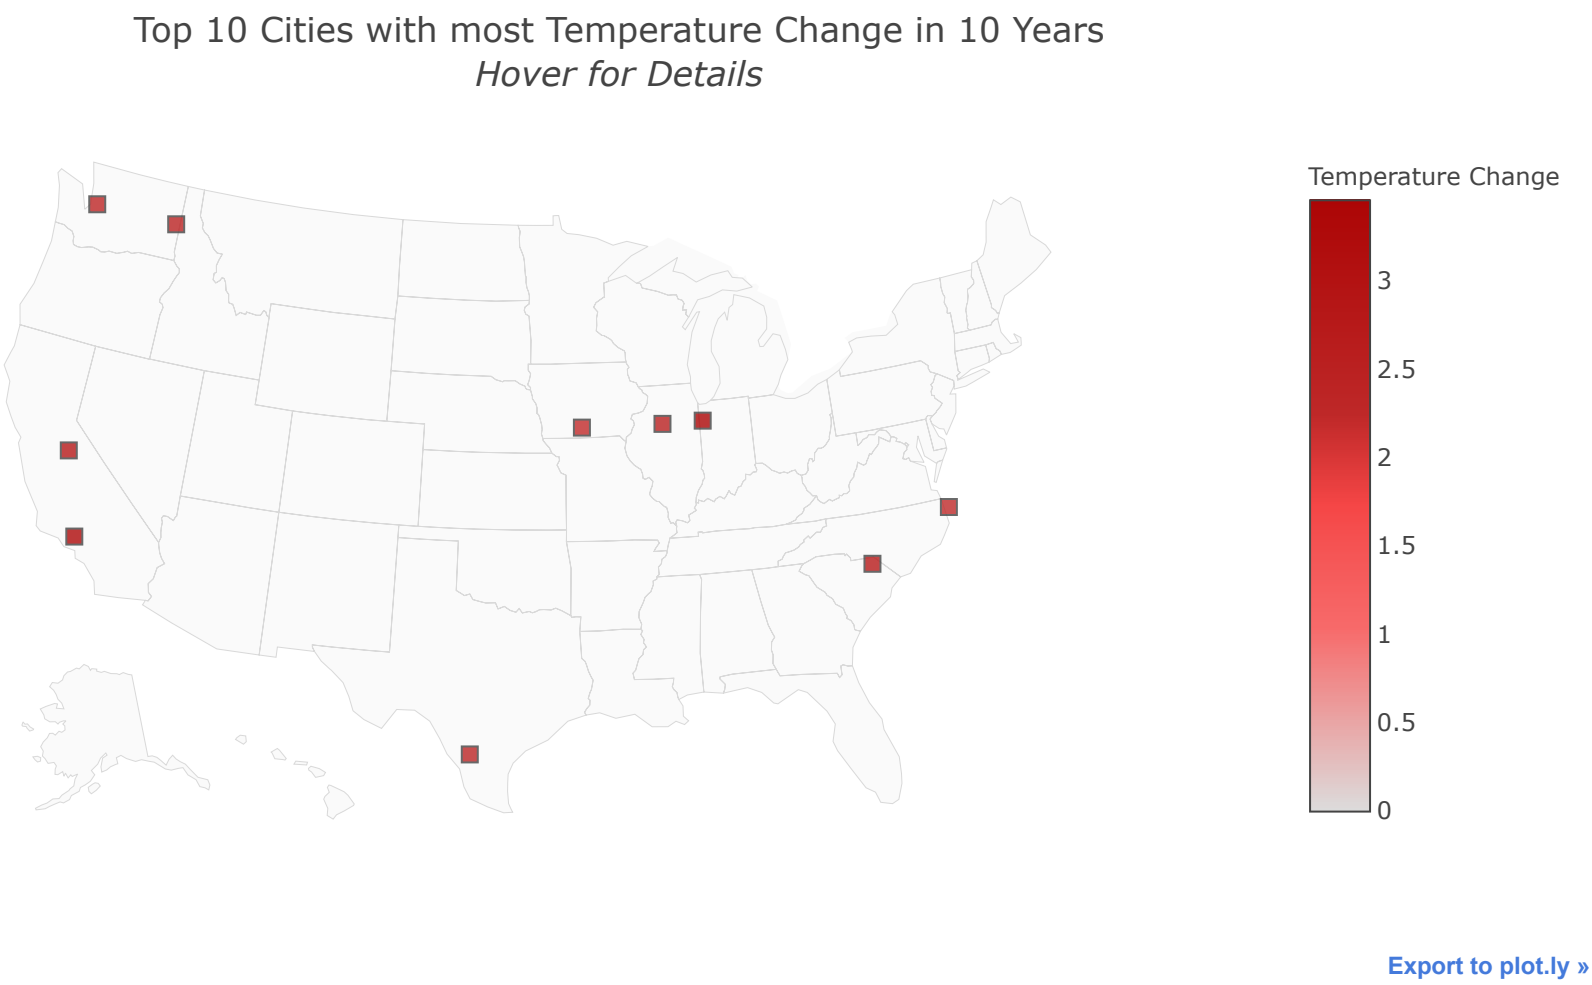 Top 10 Cities with most Temperature Change in 10 Years
Hover for Details
Temperature Change
3
2.5
2
1.5
1
0.5
0
Export to plot.ly »